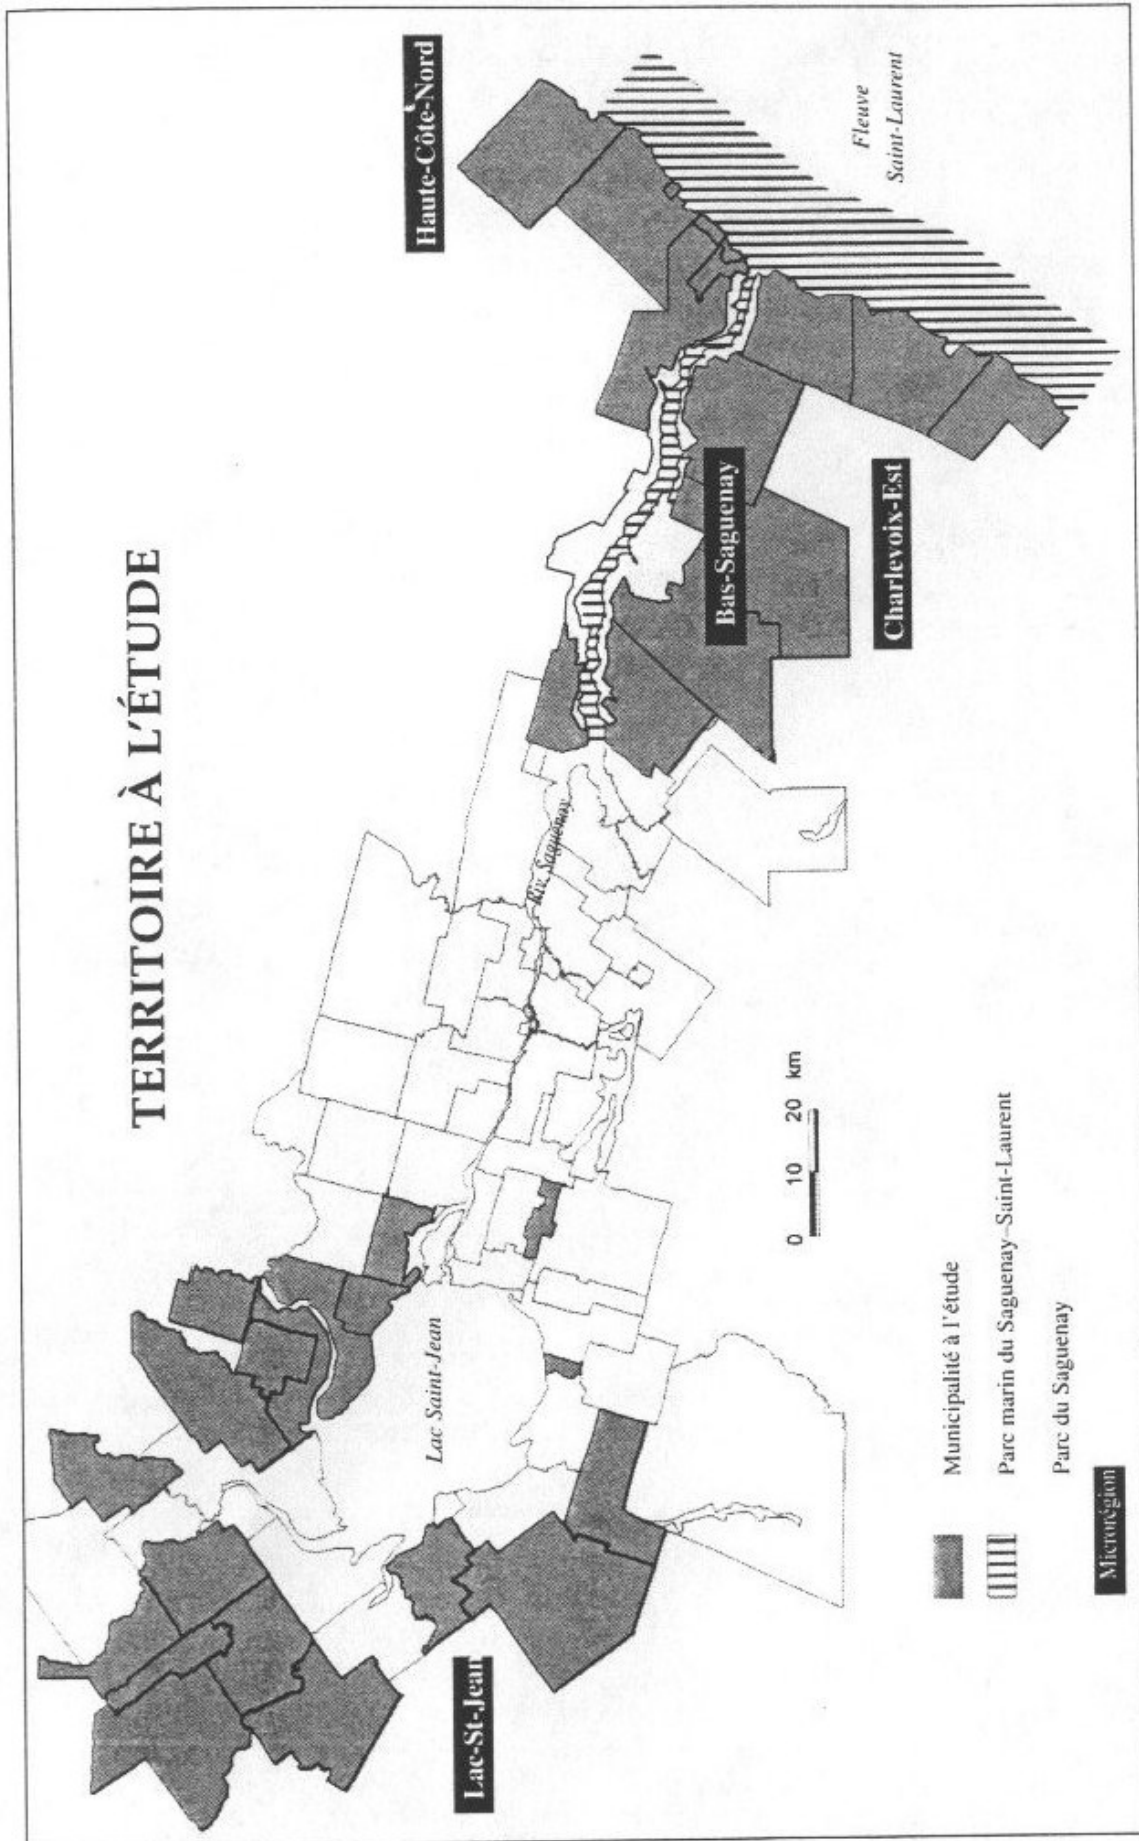 TERRITOIRE À L'ÉTUDE
Haute-Côte-Nord
Fleuve
Saint-Laurent
Bas-Saguenay
Charlevoix-Est
Riv. Saguenay
Lac Saint-Jean
Lac-St-Jean
0 10 20 km
Municipalité à l'étude
Parc marin du Saguenay–Saint-Laurent
Parc du Saguenay
Microrégion